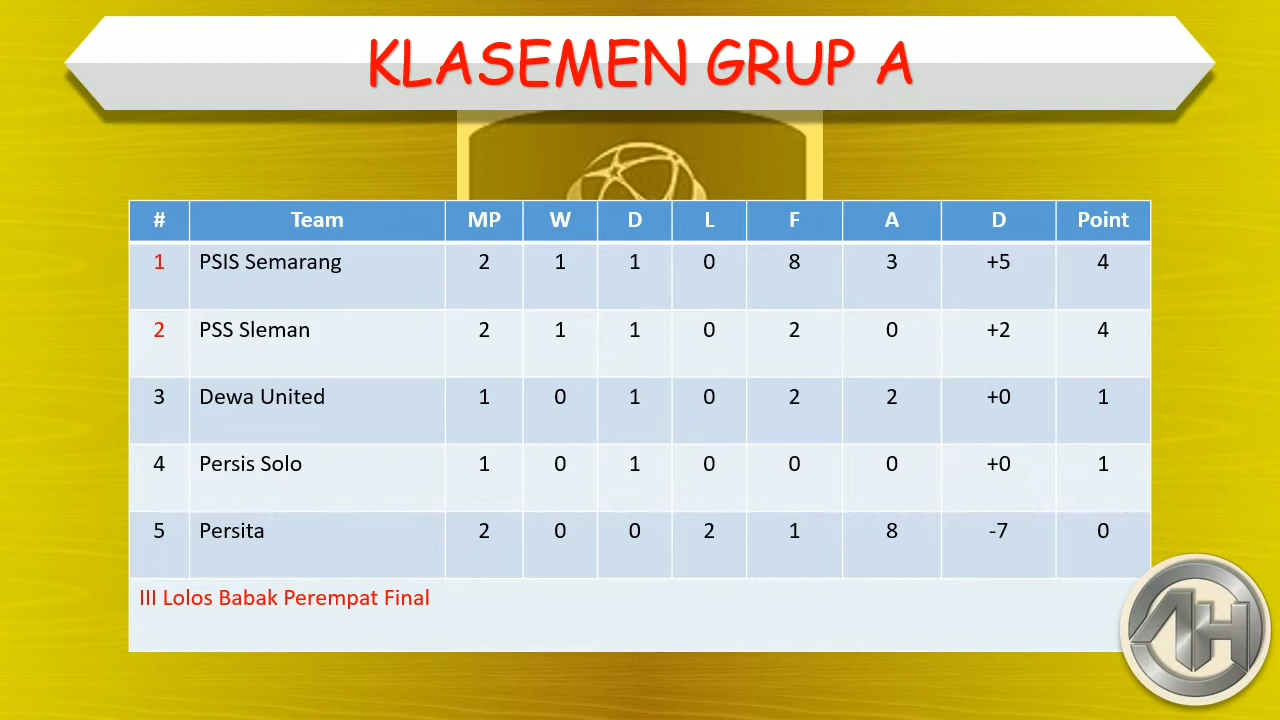 KLASEMEN GRUP A
# Team MP W D L F A D Point
1 PSIS Semarang 2 1 1 0 8 3 +5 4
2 PSS Sleman 2 1 1 0 2 0 +2 4
3 Dewa United 1 0 1 0 2 2 +0 1
4 Persis Solo 1 0 1 0 0 0 +0 1
5 Persita 2 0 0 2 1 8 -7 0
III Lolos Babak Perempat Final
AH